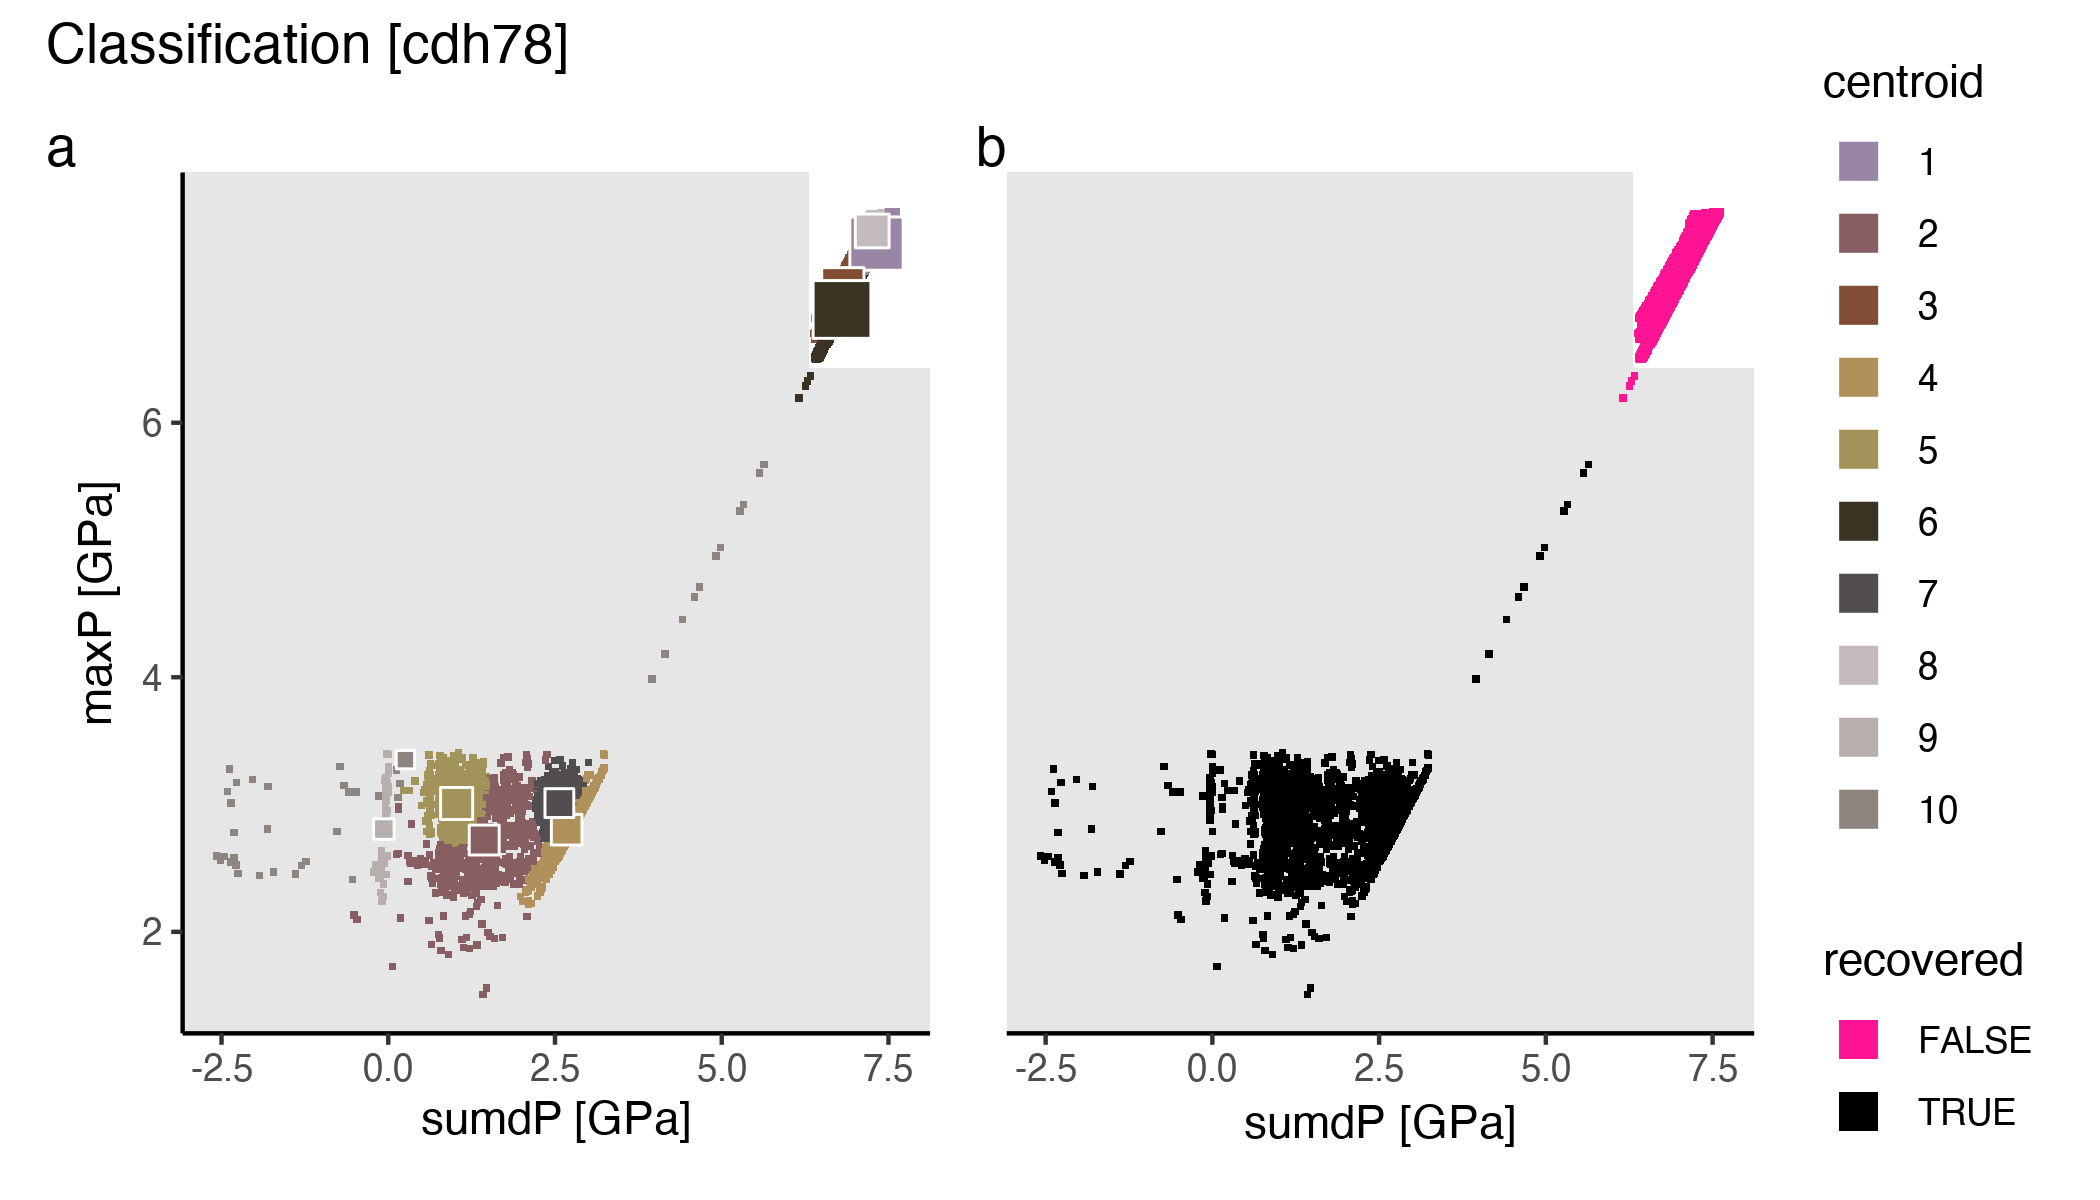 Classification [cdh78]
a
b
maxP [GPa]
6
4
2
-2.5 0.0 2.5 5.0 7.5
sumdP [GPa]
-2.5 0.0 2.5 5.0 7.5
sumdP [GPa]
centroid
1
2
3
4
5
6
7
8
9
10
recovered
FALSE
TRUE